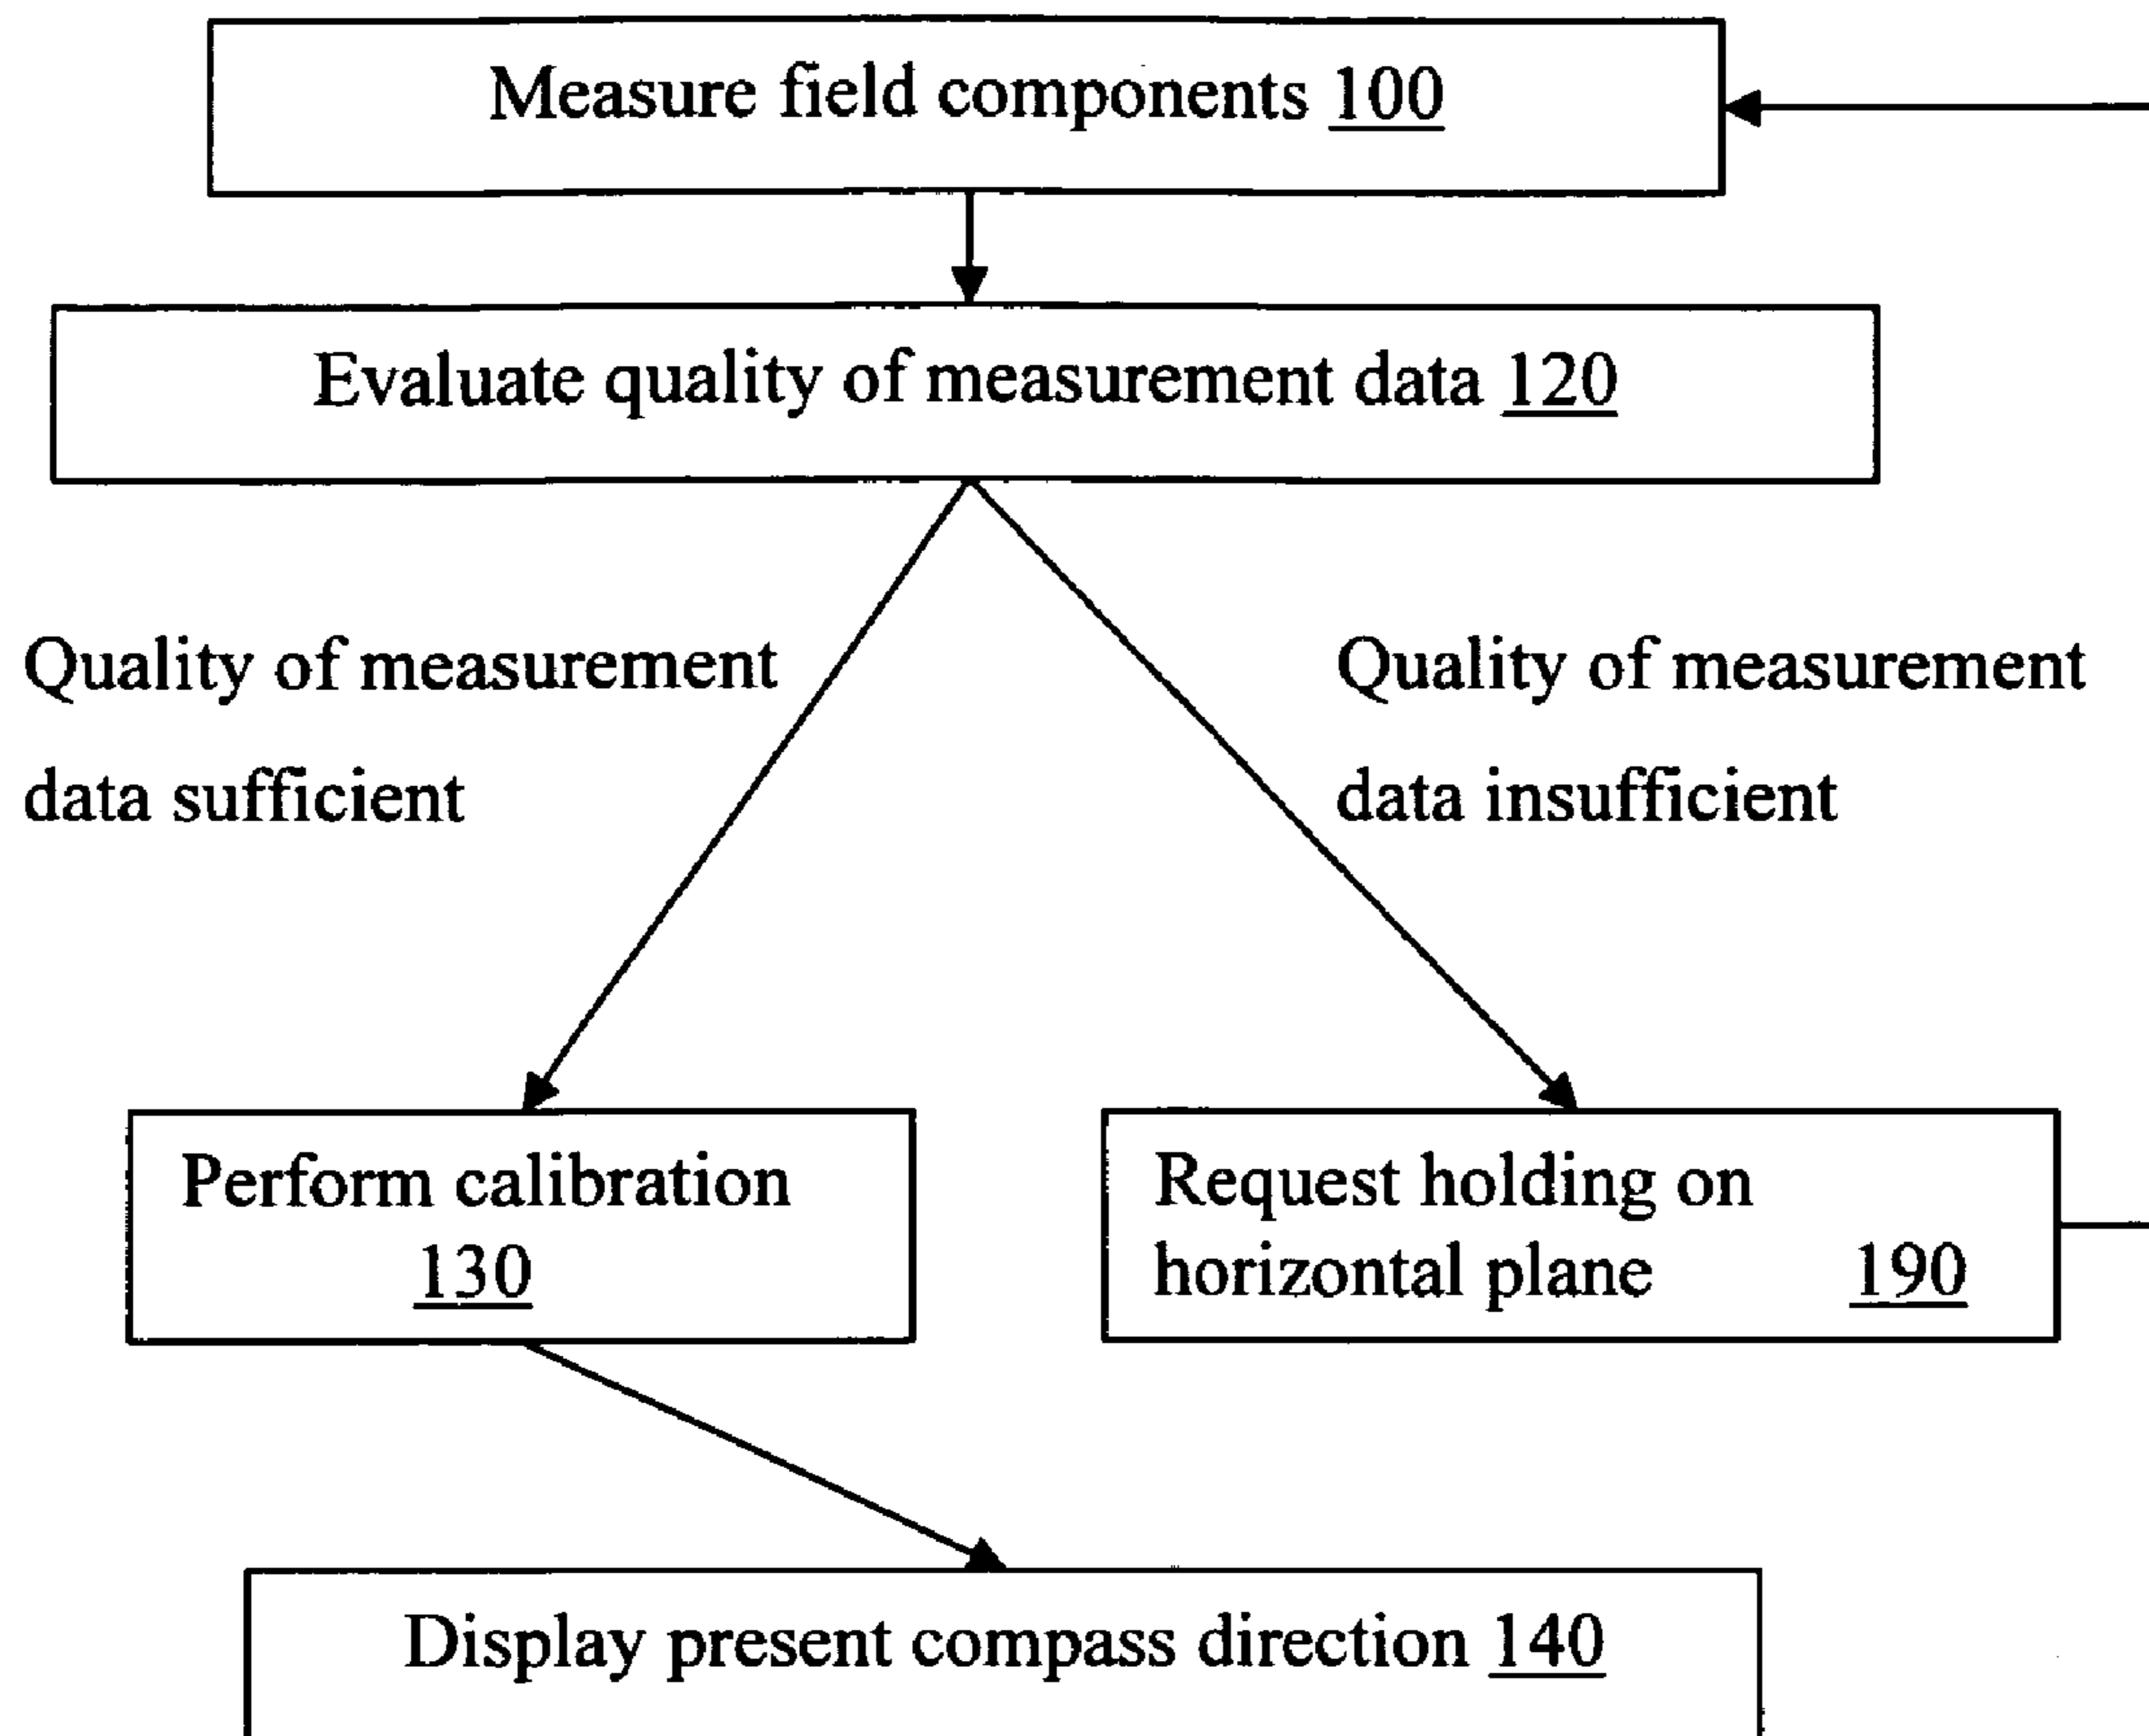 Measure field components 100
Evaluate quality of measurement data 120
Quality of measurement
data sufficient
Quality of measurement
data insufficient
Perform calibration
130
Request holding on
horizontal plane 190
Display present compass direction 140